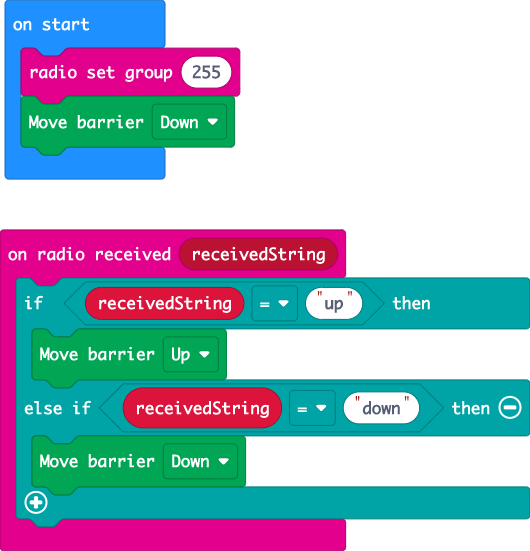 on start
radio set group 255
Move barrier Down
on radio received receivedString
if receivedString = "up" then
Move barrier Up
else if receivedString = "down" then
Move barrier Down